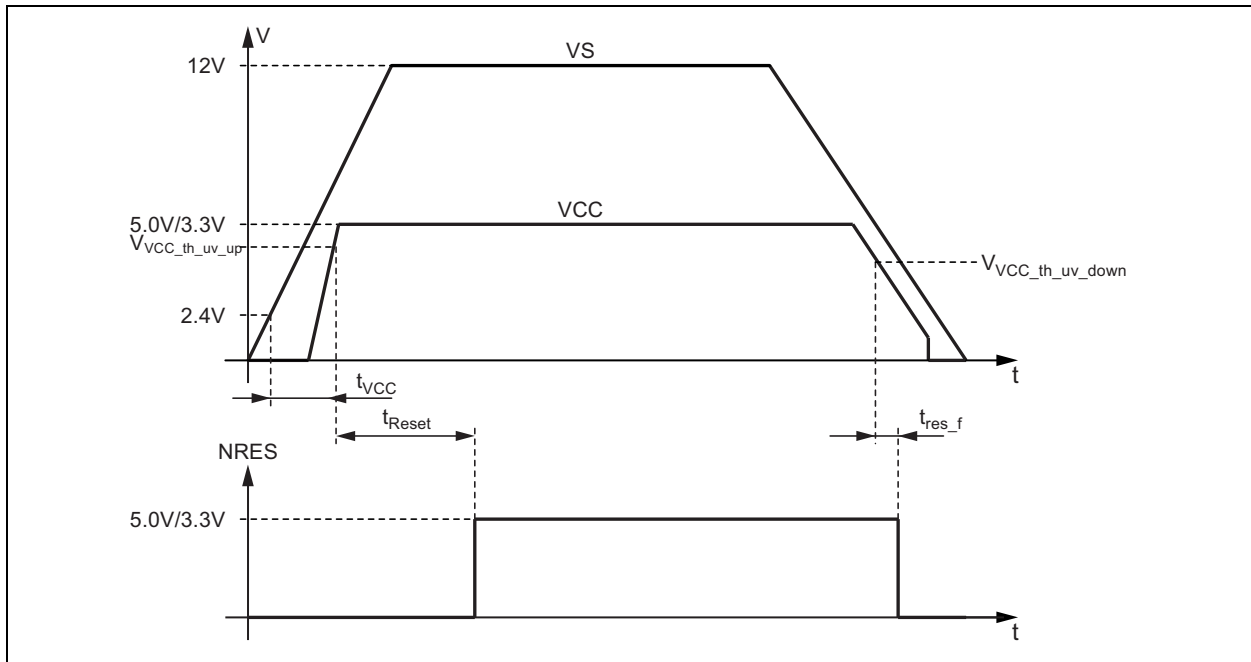 V
12V
VS
5.0V/3.3V
VCC
VVCC_th_uv_up
VVCC_th_uv_down
2.4V
t
tVCC
tReset
tres_f
NRES
5.0V/3.3V
t